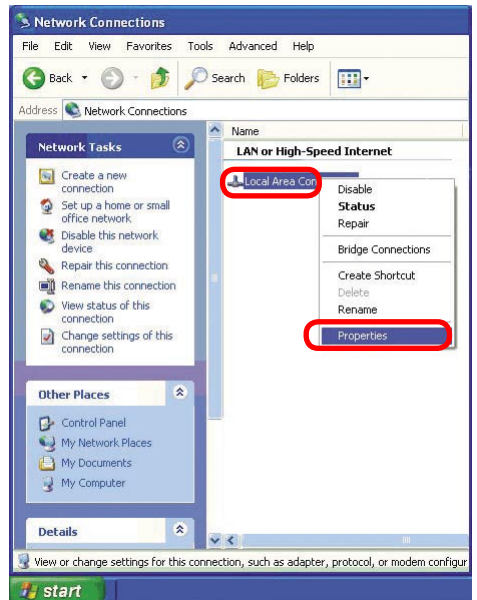 Network Connections
File Edit View Favorites Tools Advanced Help
Back Search Folders
Address Network Connections
Network Tasks
Create a new
connection
Set up a home or small
office network
Disable this network
device
Repair this connection
Rename this connection
View status of this
connection
Change settings of this
connection
Other Places
Control Panel
My Network Places
My Documents
My Computer
Details
Name
LAN or High-Speed Internet
Local Area Con
Disable
Status
Repair
Bridge Connections
Create Shortcut
Delete
Rename
Properties
View or change settings for this connection, such as adapter, protocol, or modem configur
start